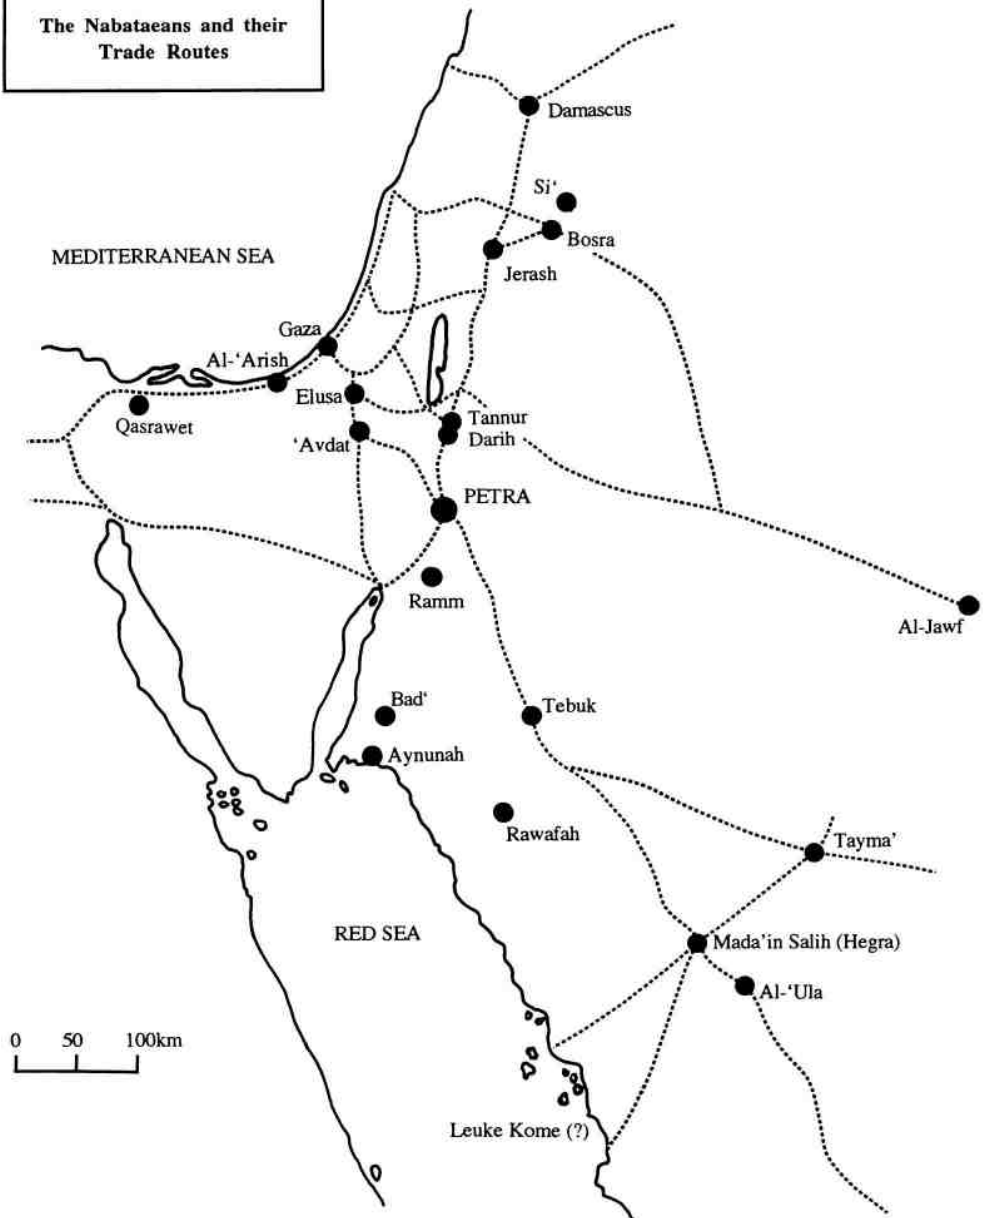 The Nabataeans and their
Trade Routes
Damascus
Si‘
Bosra
MEDITERRANEAN SEA
Jerash
Gaza
Al-‘Arish
Elusa
Qasrawet
Tannur
‘Avdat
Darih
PETRA
Ramm
Al-Jawf
Bad‘
Tebuk
Aynunah
Rawafah
Tayma’
RED SEA
Mada’in Salih (Hegra)
Al-‘Ula
0 50 100km
Leuke Kome (?)